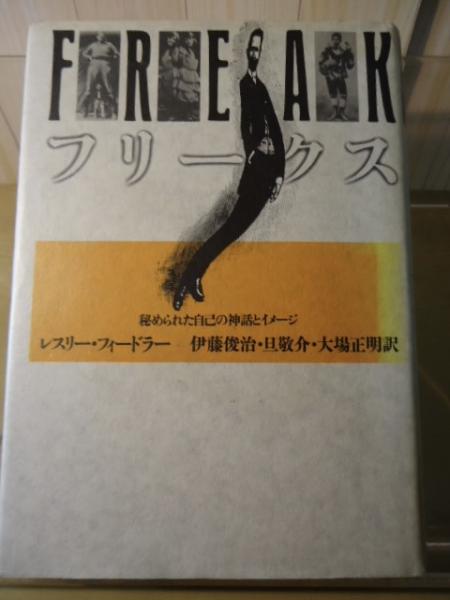 FREAK
フリークス
秘められた自己の神話とイメージ
レスリー・フィードラー 伊藤俊治・旦敬介・大場正明訳